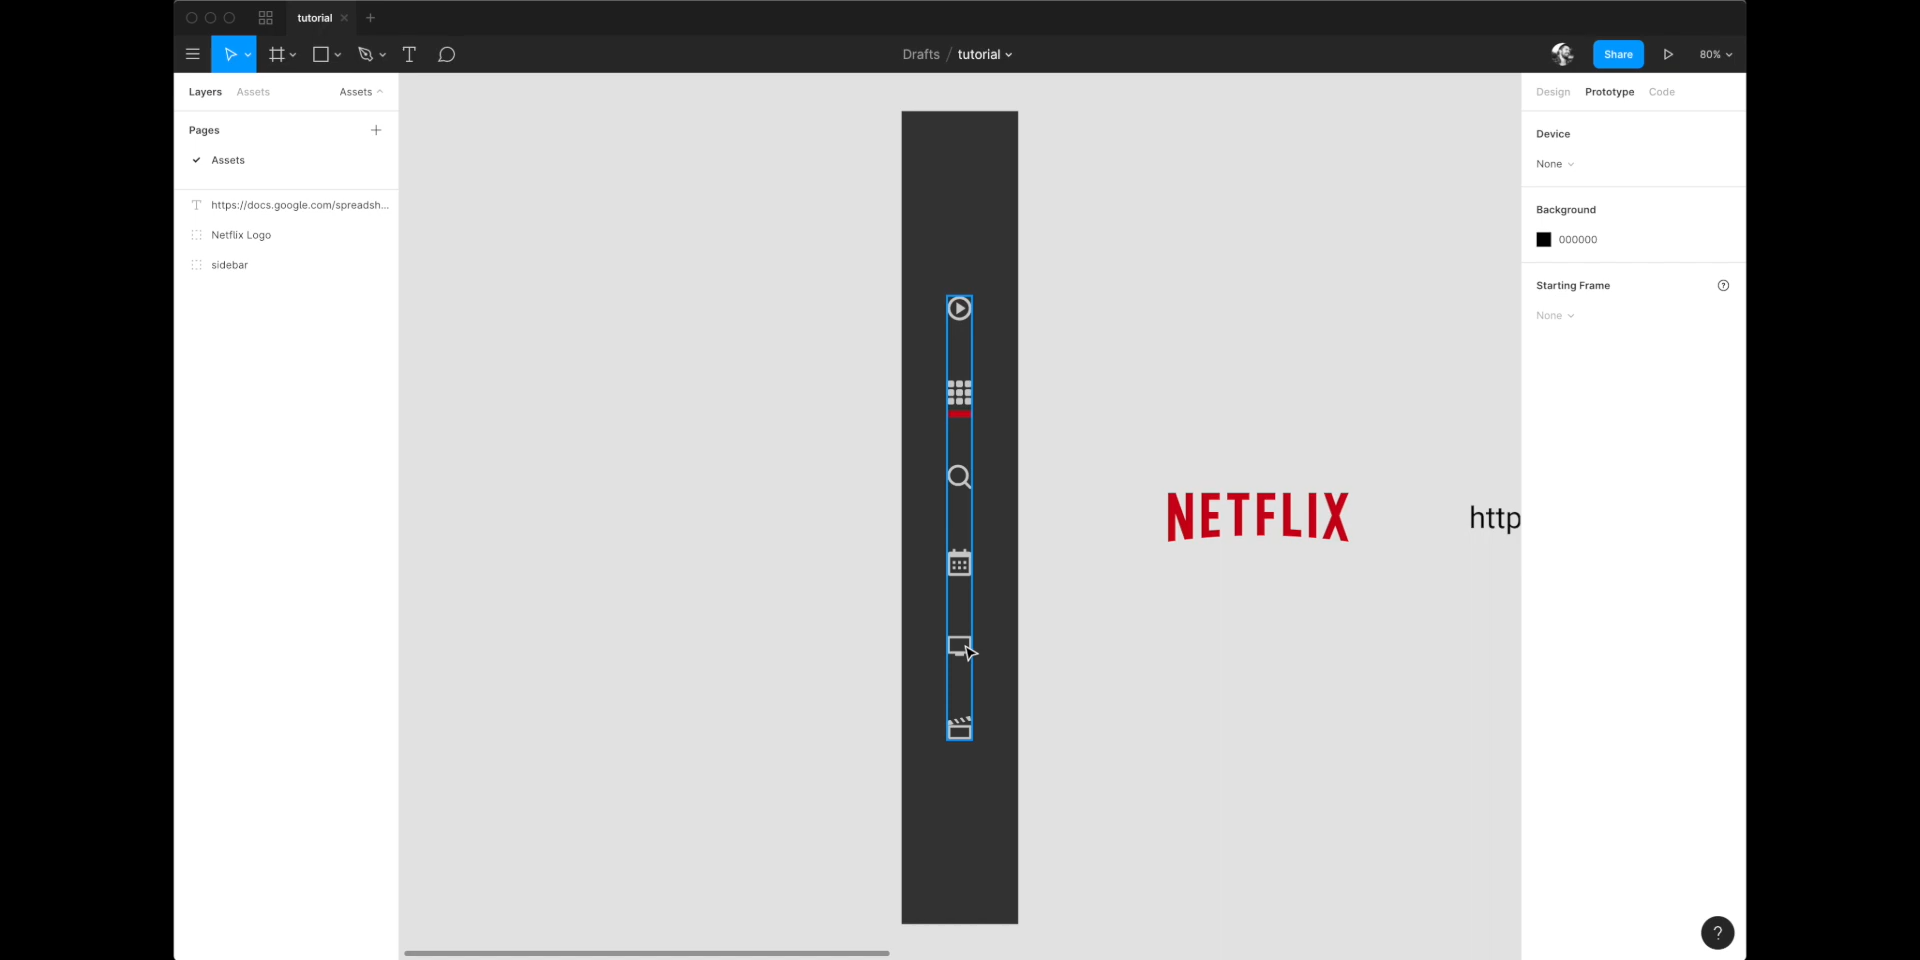 tutorial
Drafts / tutorial
Share
80%
Layers Assets Assets
Pages
Assets
https://docs.google.com/spreadsh...
Netflix Logo
sidebar
NETFLIX
http
Design Prototype Code
Device
None
Background
000000
Starting Frame ?
None
?